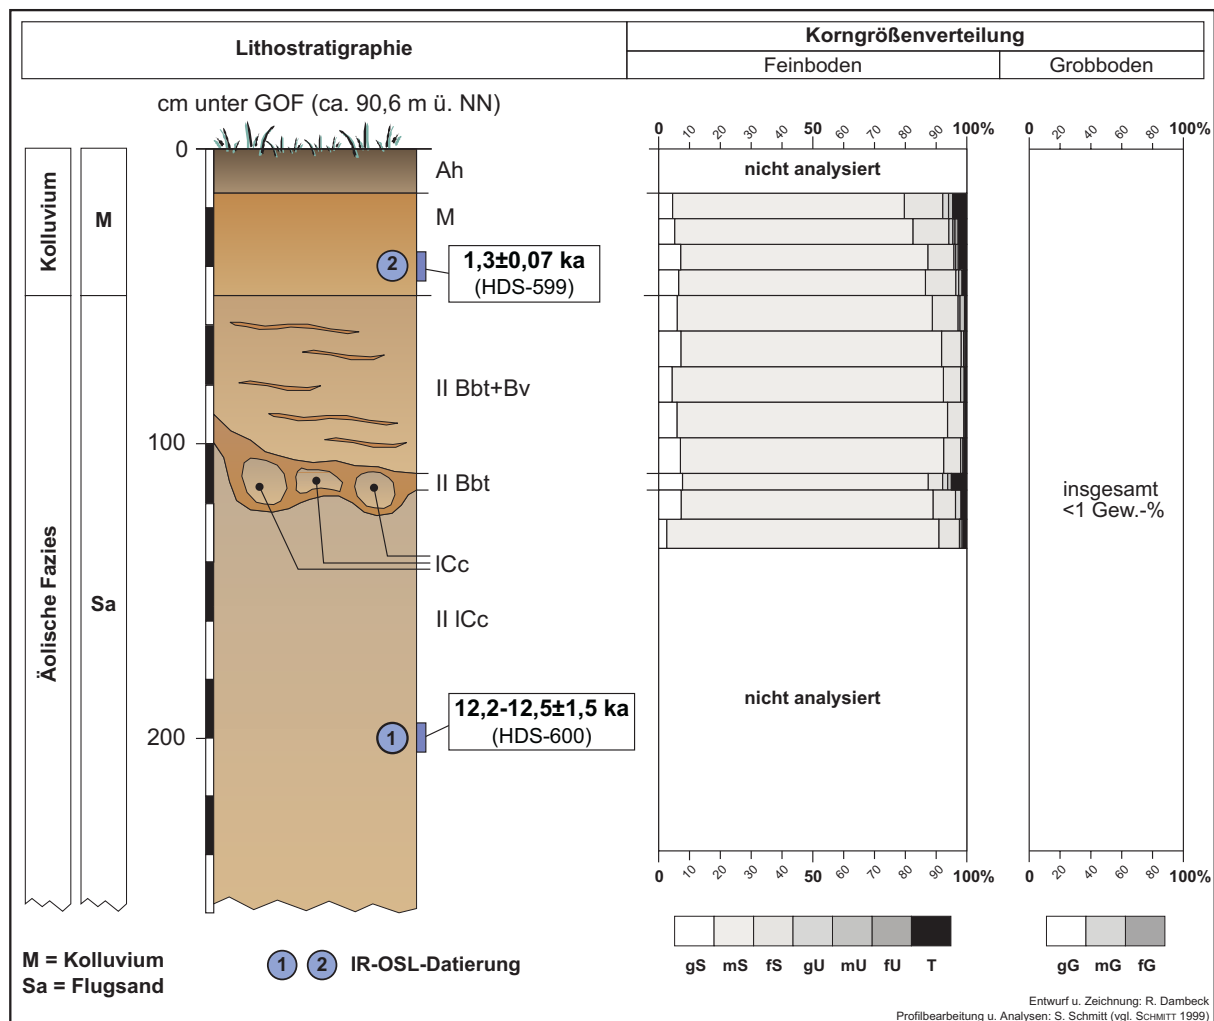 Lithostratigraphie
Korngrößenverteilung
Feinboden
Grobboden
cm unter GOF (ca. 90,6 m ü. NN)
0 10 20 30 40 50 60 70 80 90 100%
0 20 40 60 80 100%
0
100
200
Kolluvium
M
Äolische Fazies
Sa
Ah
M
II Bbt+Bv
II Bbt
lCc
II lCc
2
1,3±0,07 ka
(HDS-599)
1
12,2-12,5±1,5 ka
(HDS-600)
nicht analysiert
nicht analysiert
insgesamt
<1 Gew.-%
0 10 20 30 40 50 60 70 80 90 100%
0 20 40 60 80 100%
gS mS fS gU mU fU T
gG mG fG
M = Kolluvium
Sa = Flugsand
1 2 IR-OSL-Datierung
Entwurf u. Zeichnung: R. Dambeck
Profilbearbeitung u. Analysen: S. Schmitt (vgl. SCHMITT 1999)